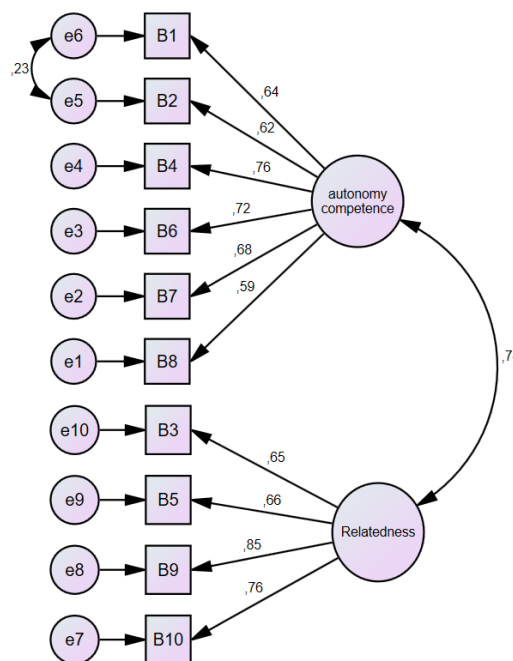 e6 B1
,23
,64
e5 B2
,62
e4 B4
,76
autonomy
competence
,72
e3 B6
,68
e2 B7
,59
e1 B8
,7
e10 B3
,65
e9 B5
,66
Relatedness
,85
e8 B9
,76
e7 B10